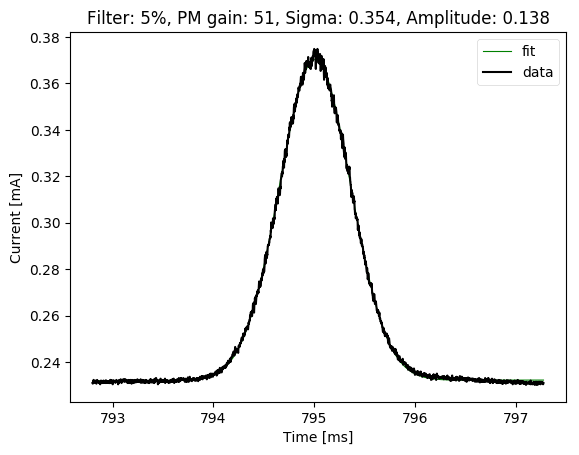 Filter: 5%, PM gain: 51, Sigma: 0.354, Amplitude: 0.138
fit
data
0.38
0.36
0.34
0.32
0.30
0.28
0.26
0.24
Current [mA]
793
794
795
796
797
Time [ms]